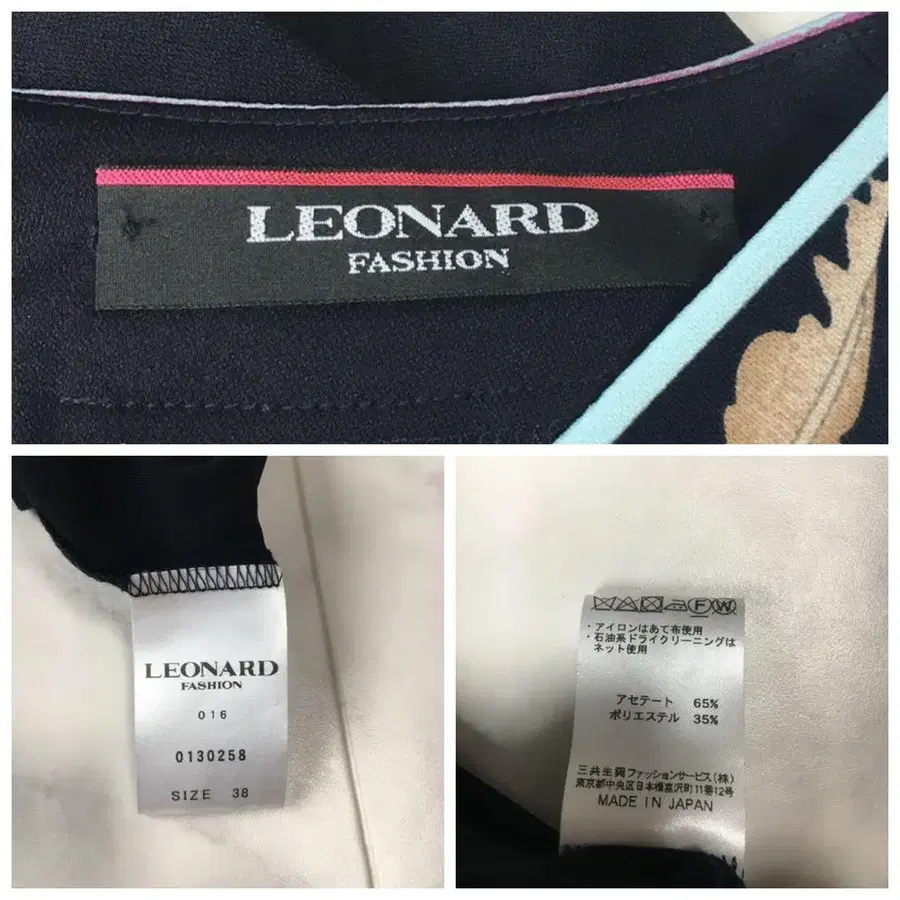 LEONARD
FASHION
LEONARD
FASHION
016
0130258
SIZE 38
F W
・アイロンはあて布使用
・石油系ドライクリーニングは
ネット使用
アセテート 65%
ポリエステル 35%
三共生興ファッションサービス(株)
東京都中央区日本橋富沢町11番12号
MADE IN JAPAN